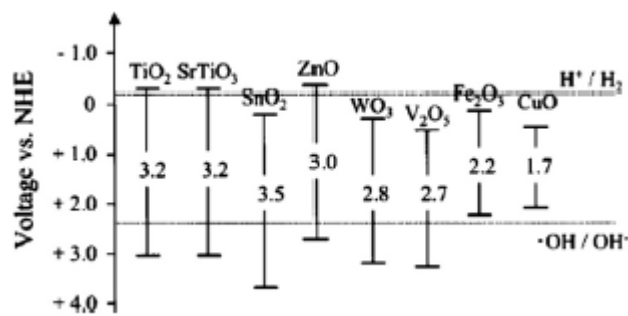 Voltage vs. NHE
- 1.0
0
+ 1.0
+ 2.0
+ 3.0
+ 4.0
TiO₂ SrTiO₃ SnO₂ ZnO WO₃ V₂O₅ Fe₂O₃ CuO
H⁺ / H₂
3.2 3.2 3.5 3.0 2.8 2.7 2.2 1.7
·OH / OH⁻